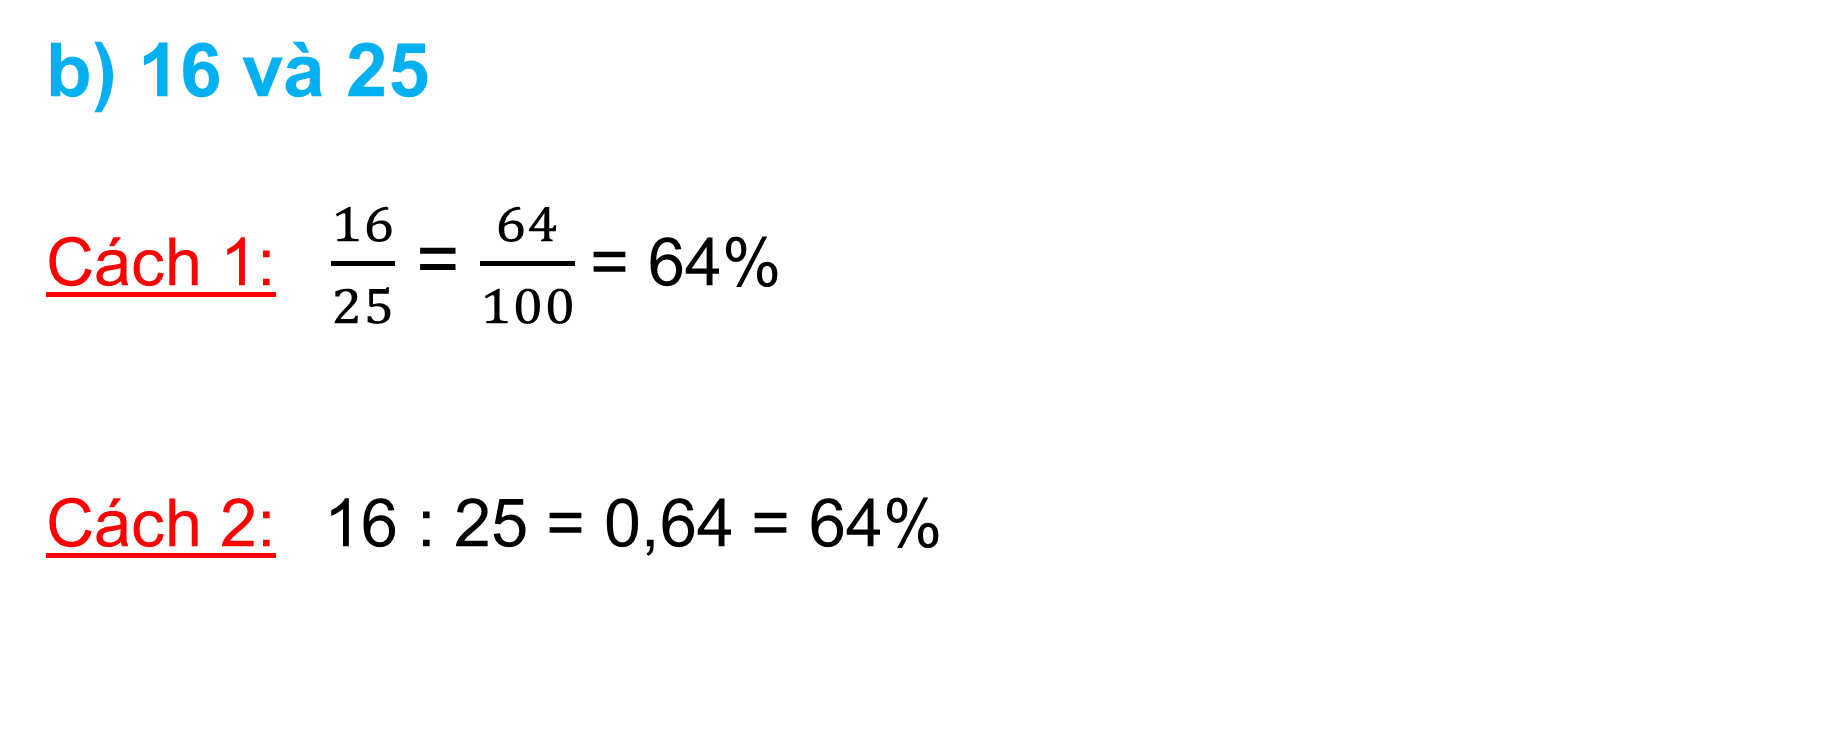 b) 16 và 25
Cách 1: 16/25 = 64/100 = 64%
Cách 2: 16 : 25 = 0,64 = 64%